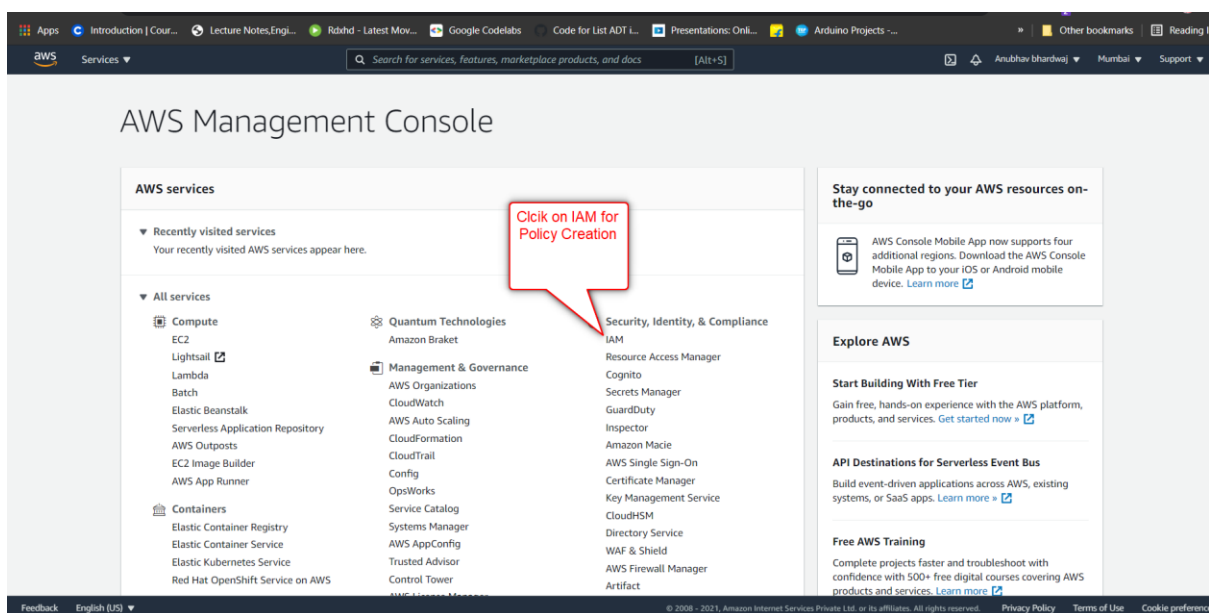 Apps
Introduction | Cour...
Lecture Notes,Engi...
Rdxhd - Latest Mov...
Google Codelabs
Code for List ADT i...
Presentations: Onli...
Arduino Projects -...
»
Other bookmarks
Reading l
aws
Services ▼
Search for services, features, marketplace products, and docs
[Alt+S]
Anubhav bhardwaj ▼
Mumbai ▼
Support ▼
AWS Management Console
AWS services
▼ Recently visited services
Your recently visited AWS services appear here.
Clcik on IAM for
Policy Creation
▼ All services
Compute
EC2
Lightsail
Lambda
Batch
Elastic Beanstalk
Serverless Application Repository
AWS Outposts
EC2 Image Builder
AWS App Runner
Containers
Elastic Container Registry
Elastic Container Service
Elastic Kubernetes Service
Red Hat OpenShift Service on AWS
Quantum Technologies
Amazon Braket
Management & Governance
AWS Organizations
CloudWatch
AWS Auto Scaling
CloudFormation
CloudTrail
Config
OpsWorks
Service Catalog
Systems Manager
AWS AppConfig
Trusted Advisor
Control Tower
AWS License Manager
Security, Identity, & Compliance
IAM
Resource Access Manager
Cognito
Secrets Manager
GuardDuty
Inspector
Amazon Macie
AWS Single Sign-On
Certificate Manager
Key Management Service
CloudHSM
Directory Service
WAF & Shield
AWS Firewall Manager
Artifact
Stay connected to your AWS resources on-
the-go
AWS Console Mobile App now supports four
additional regions. Download the AWS Console
Mobile App to your iOS or Android mobile
device. Learn more
Explore AWS
Start Building With Free Tier
Gain free, hands-on experience with the AWS platform,
products, and services. Get started now »
API Destinations for Serverless Event Bus
Build event-driven applications across AWS, existing
systems, or SaaS apps. Learn more »
Free AWS Training
Complete projects faster and troubleshoot with
confidence with 500+ free digital courses covering AWS
products and services. Learn more
Feedback
English (US) ▼
© 2008 - 2021, Amazon Internet Services Private Ltd. or its affiliates. All rights reserved.
Privacy Policy
Terms of Use
Cookie preference